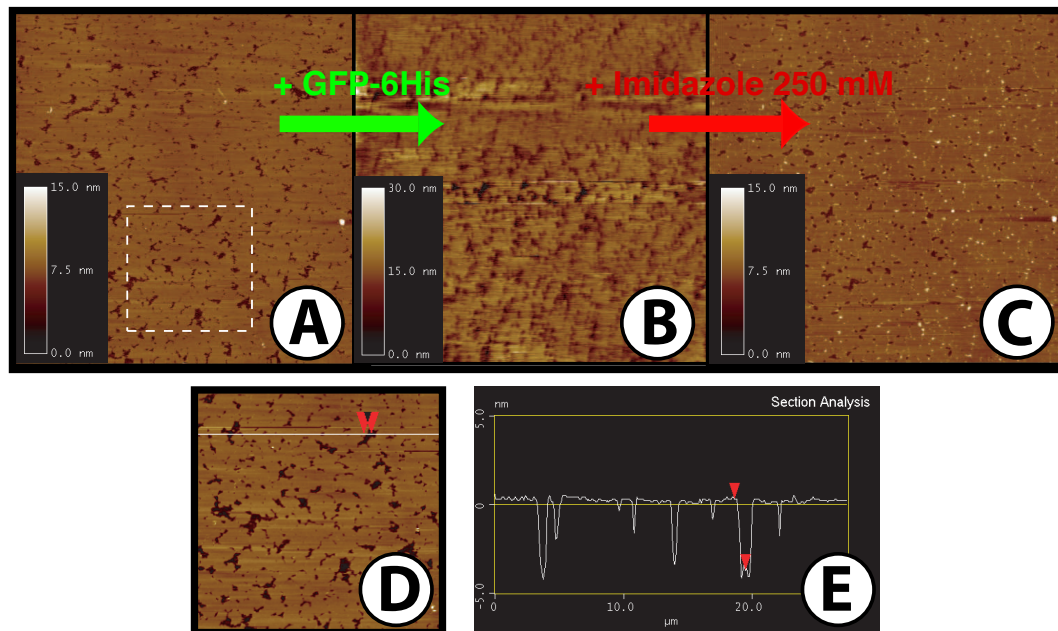 + GFP-6His
+ Imidazole 250 mM
15.0 nm
7.5 nm
0.0 nm
A
30.0 nm
15.0 nm
0.0 nm
B
15.0 nm
7.5 nm
0.0 nm
C
D
Section Analysis
nm
5.0
0
-5.0
0
10.0
20.0
µm
E